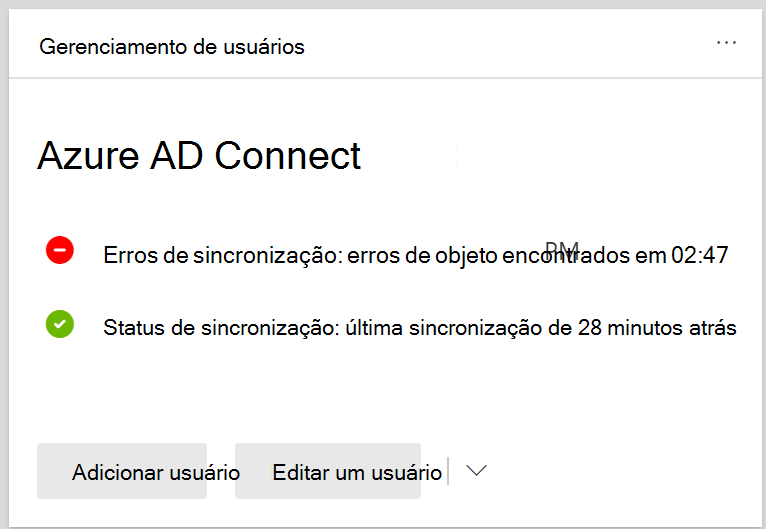 Gerenciamento de usuários
Azure AD Connect
PM
Erros de sincronização: erros de objeto encontrados em 02:47
Status de sincronização: última sincronização de 28 minutos atrás
Adicionar usuário Editar um usuário